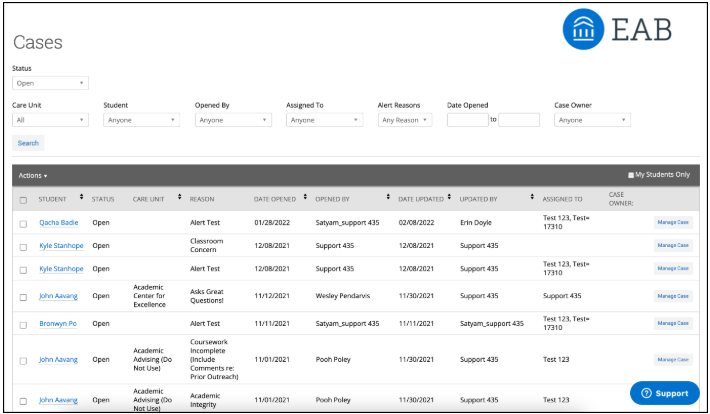 EAB
Cases
Status
Open
Care Unit Student Opened By Assigned To Alert Reasons Date Opened Case Owner
All Anyone Anyone Anyone Any Reason to Anyone
Search
Actions My Students Only
STUDENT STATUS CARE UNIT REASON DATE OPENED OPENED BY DATE UPDATED UPDATED BY ASSIGNED TO CASE OWNER:
Qacha Badie Open Alert Test 01/28/2022 Satyam_support 435 02/08/2022 Erin Doyle Test 123, Test= 17310 Manage Case
Kyle Stanhope Open Classroom Concern 12/08/2021 Support 435 12/08/2021 Support 435 Manage Case
Kyle Stanhope Open Alert Test 12/08/2021 Support 435 12/08/2021 Support 435 Test 123, Test= 17310 Manage Case
John Aavang Open Academic Center for Excellence Asks Great Questions! 11/12/2021 Wesley Pendarvis 11/30/2021 Support 435 Support 435 Manage Case
Bronwyn Po Open Alert Test 11/11/2021 Satyam_support 435 11/11/2021 Satyam_support 435 Test 123, Test= 17310 Manage Case
John Aavang Open Academic Advising (Do Not Use) Coursework Incomplete (Include Comments re: Prior Outreach) 11/01/2021 Pooh Poley 11/30/2021 Support 435 Test 123 Manage Case
John Aavang Open Academic Advising (Do Not Use) Academic Integrity 11/01/2021 Pooh Poley 11/30/2021 Support 435 Test 123
Support